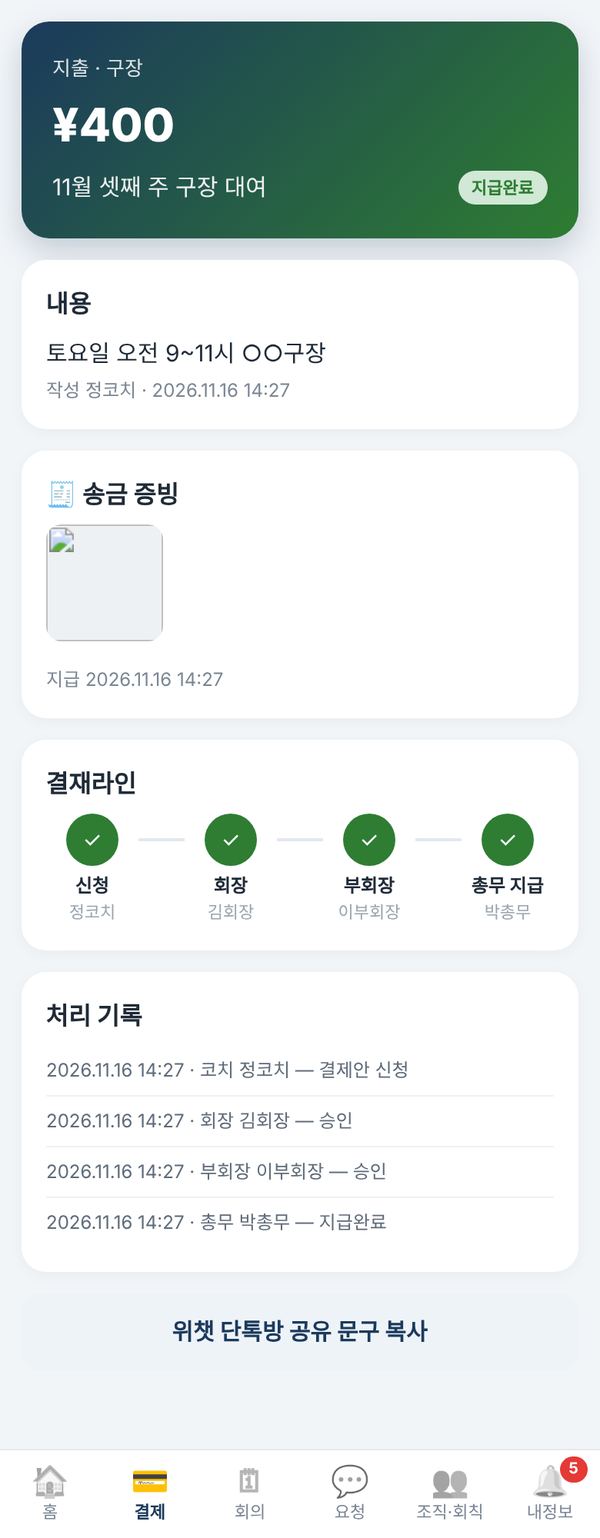 지출 · 구장
¥400
11월 셋째 주 구장 대여
지급완료
내용
토요일 오전 9~11시 ○○구장
작성 정코치 · 2026.11.16 14:27
송금 증빙
지급 2026.11.16 14:27
결재라인
신청 회장 부회장 총무 지급
정코치 김회장 이부회장 박총무
처리 기록
2026.11.16 14:27 · 코치 정코치 — 결제안 신청
2026.11.16 14:27 · 회장 김회장 — 승인
2026.11.16 14:27 · 부회장 이부회장 — 승인
2026.11.16 14:27 · 총무 박총무 — 지급완료
위챗 단톡방 공유 문구 복사
5
홈 결제 회의 요청 조직·회칙 내정보